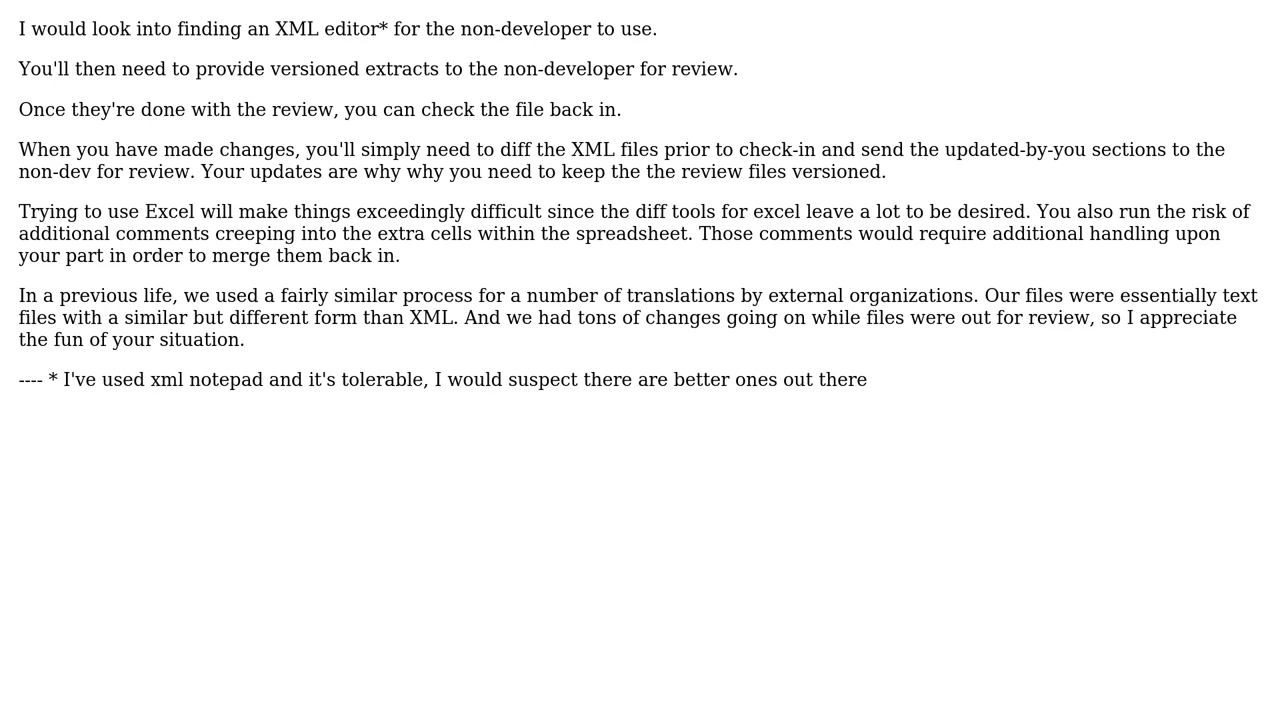 I would look into finding an XML editor* for the non-developer to use.
You'll then need to provide versioned extracts to the non-developer for review.
Once they're done with the review, you can check the file back in.
When you have made changes, you'll simply need to diff the XML files prior to check-in and send the updated-by-you sections to the
non-dev for review. Your updates are why why you need to keep the the review files versioned.
Trying to use Excel will make things exceedingly difficult since the diff tools for excel leave a lot to be desired. You also run the risk of
additional comments creeping into the extra cells within the spreadsheet. Those comments would require additional handling upon
your part in order to merge them back in.
In a previous life, we used a fairly similar process for a number of translations by external organizations. Our files were essentially text
files with a similar but different form than XML. And we had tons of changes going on while files were out for review, so I appreciate
the fun of your situation.
---- * I've used xml notepad and it's tolerable, I would suspect there are better ones out there